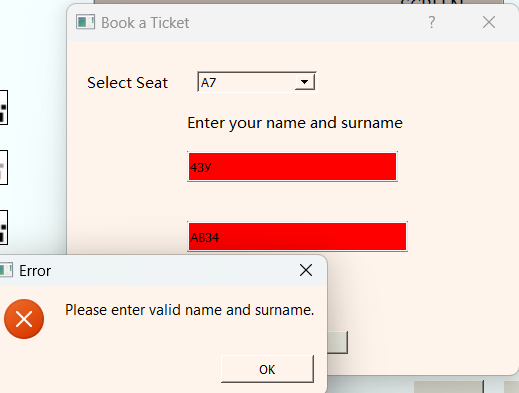 Book a Ticket
?
Select Seat
A7
Enter your name and surname
43Y
AB34
Error
Please enter valid name and surname.
OK